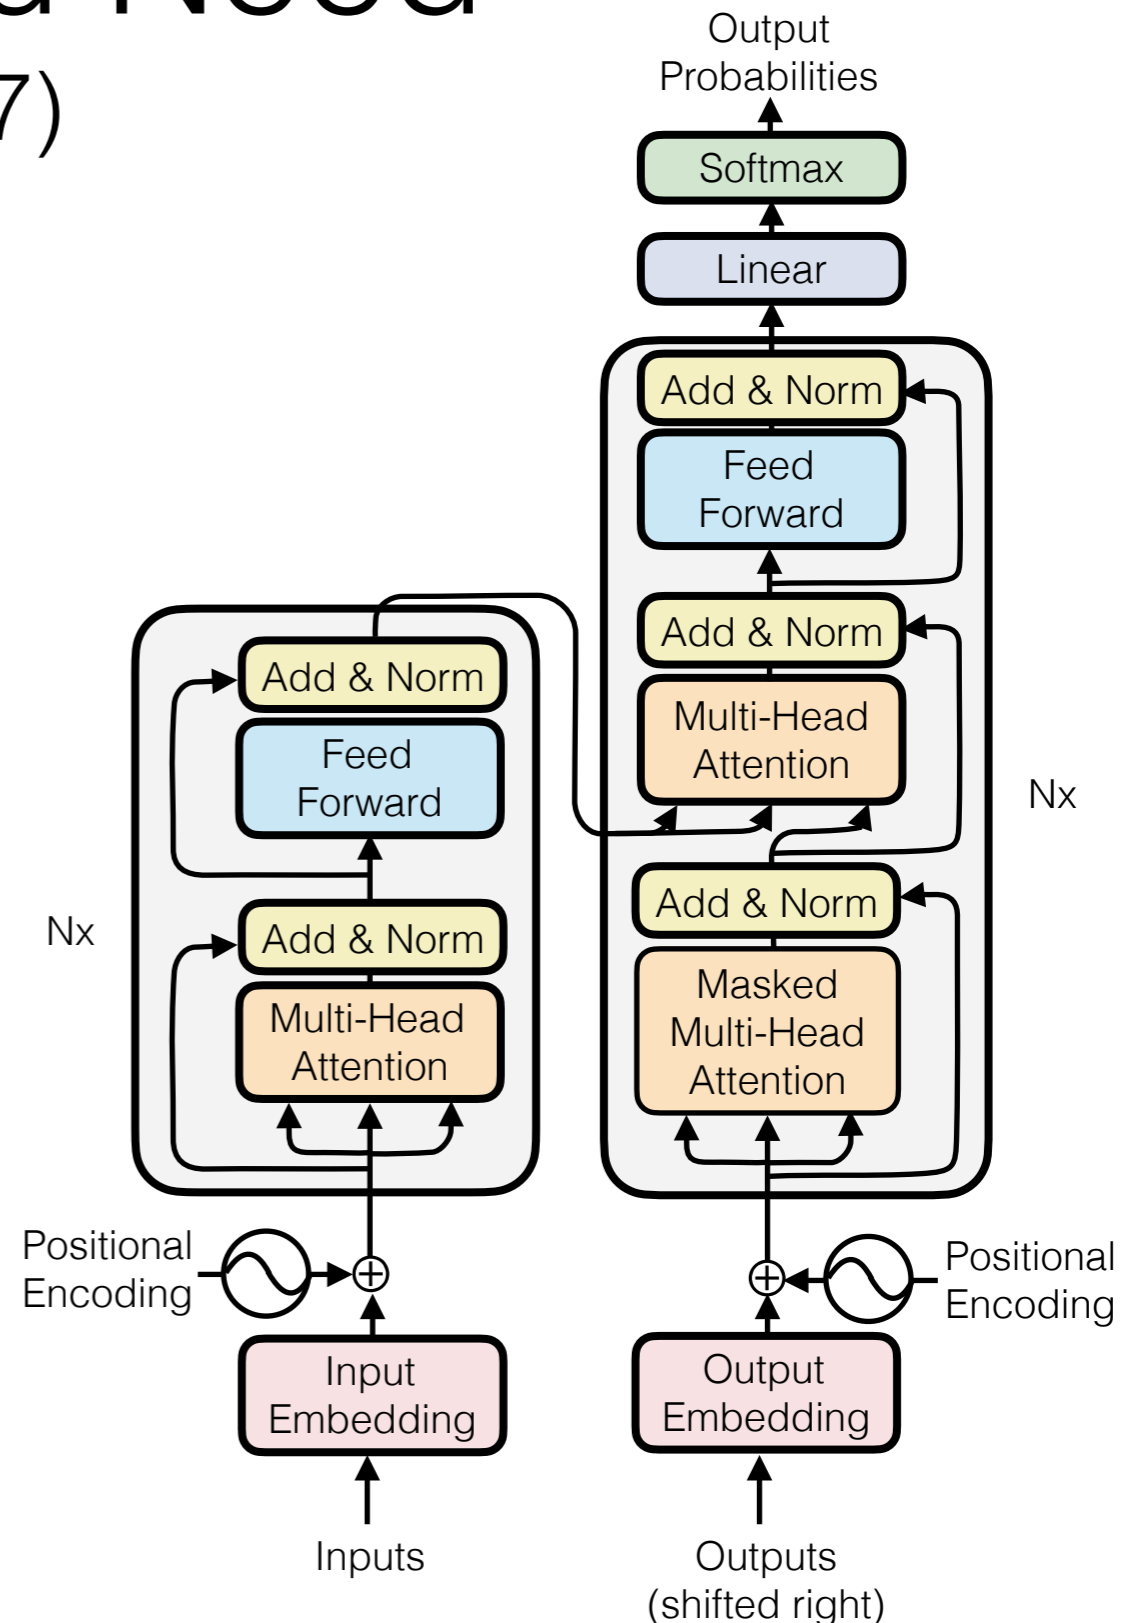 7)
Output
Probabilities
Softmax
Linear
Add & Norm
Feed
Forward
Add & Norm
Multi-Head
Attention
Nx
Add & Norm
Masked
Multi-Head
Attention
Add & Norm
Feed
Forward
Nx
Add & Norm
Multi-Head
Attention
Positional
Encoding
Positional
Encoding
Input
Embedding
Output
Embedding
Inputs
Outputs
(shifted right)